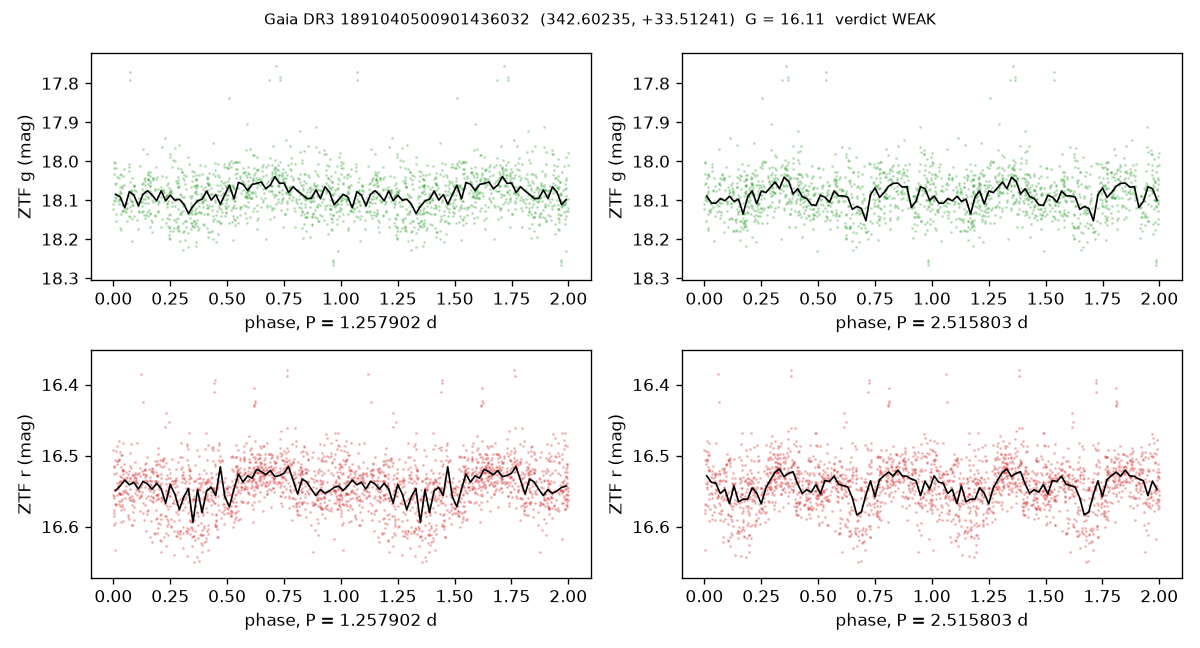 Gaia DR3 1891040500901436032 (342.60235, +33.51241) G = 16.11 verdict WEAK
ZTF g (mag)
17.8
17.9
18.0
18.1
18.2
18.3
0.00 0.25 0.50 0.75 1.00 1.25 1.50 1.75 2.00
phase, P = 1.257902 d
ZTF g (mag)
17.8
17.9
18.0
18.1
18.2
18.3
0.00 0.25 0.50 0.75 1.00 1.25 1.50 1.75 2.00
phase, P = 2.515803 d
ZTF r (mag)
16.4
16.5
16.6
0.00 0.25 0.50 0.75 1.00 1.25 1.50 1.75 2.00
phase, P = 1.257902 d
ZTF r (mag)
16.4
16.5
16.6
0.00 0.25 0.50 0.75 1.00 1.25 1.50 1.75 2.00
phase, P = 2.515803 d